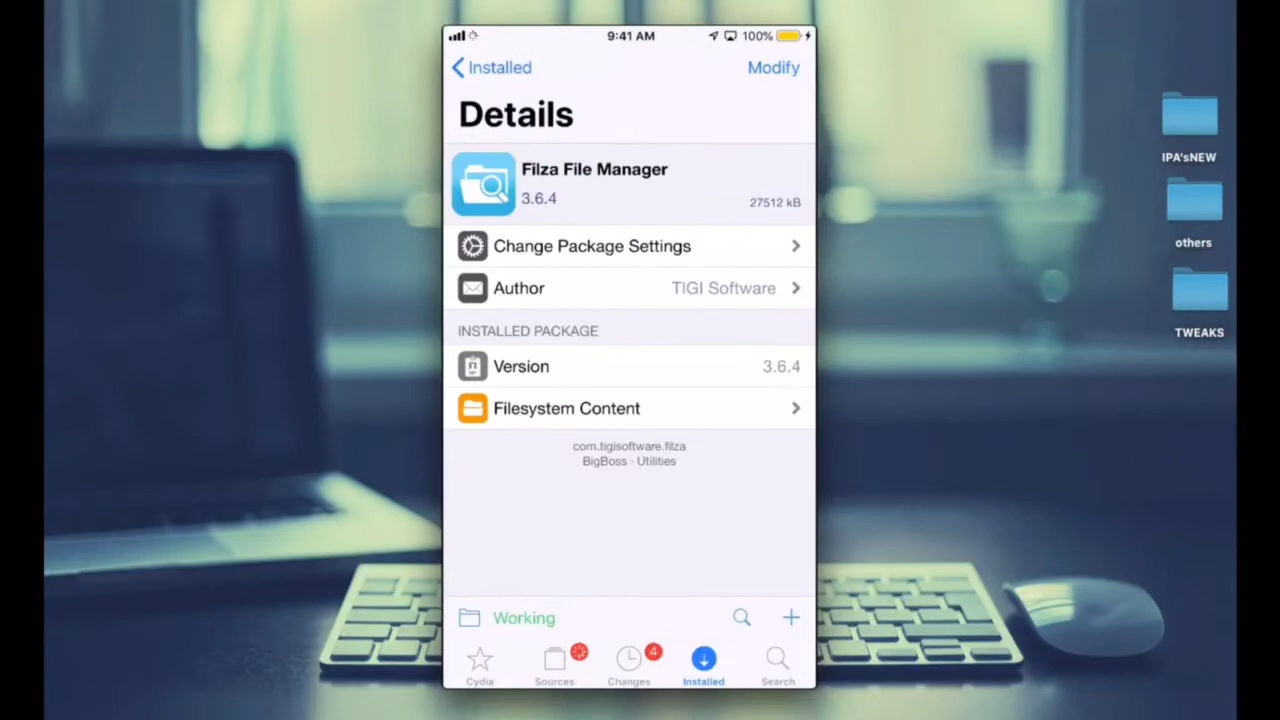 9:41 AM
100%
Installed
Modify
Details
Filza File Manager
3.6.4
27512 kB
Change Package Settings
Author
TIGI Software
INSTALLED PACKAGE
Version
3.6.4
Filesystem Content
com.tigisoftware.filza
BigBoss · Utilities
Working
4
Cydia
Sources
Changes
Installed
Search
IPA'sNEW
others
TWEAKS